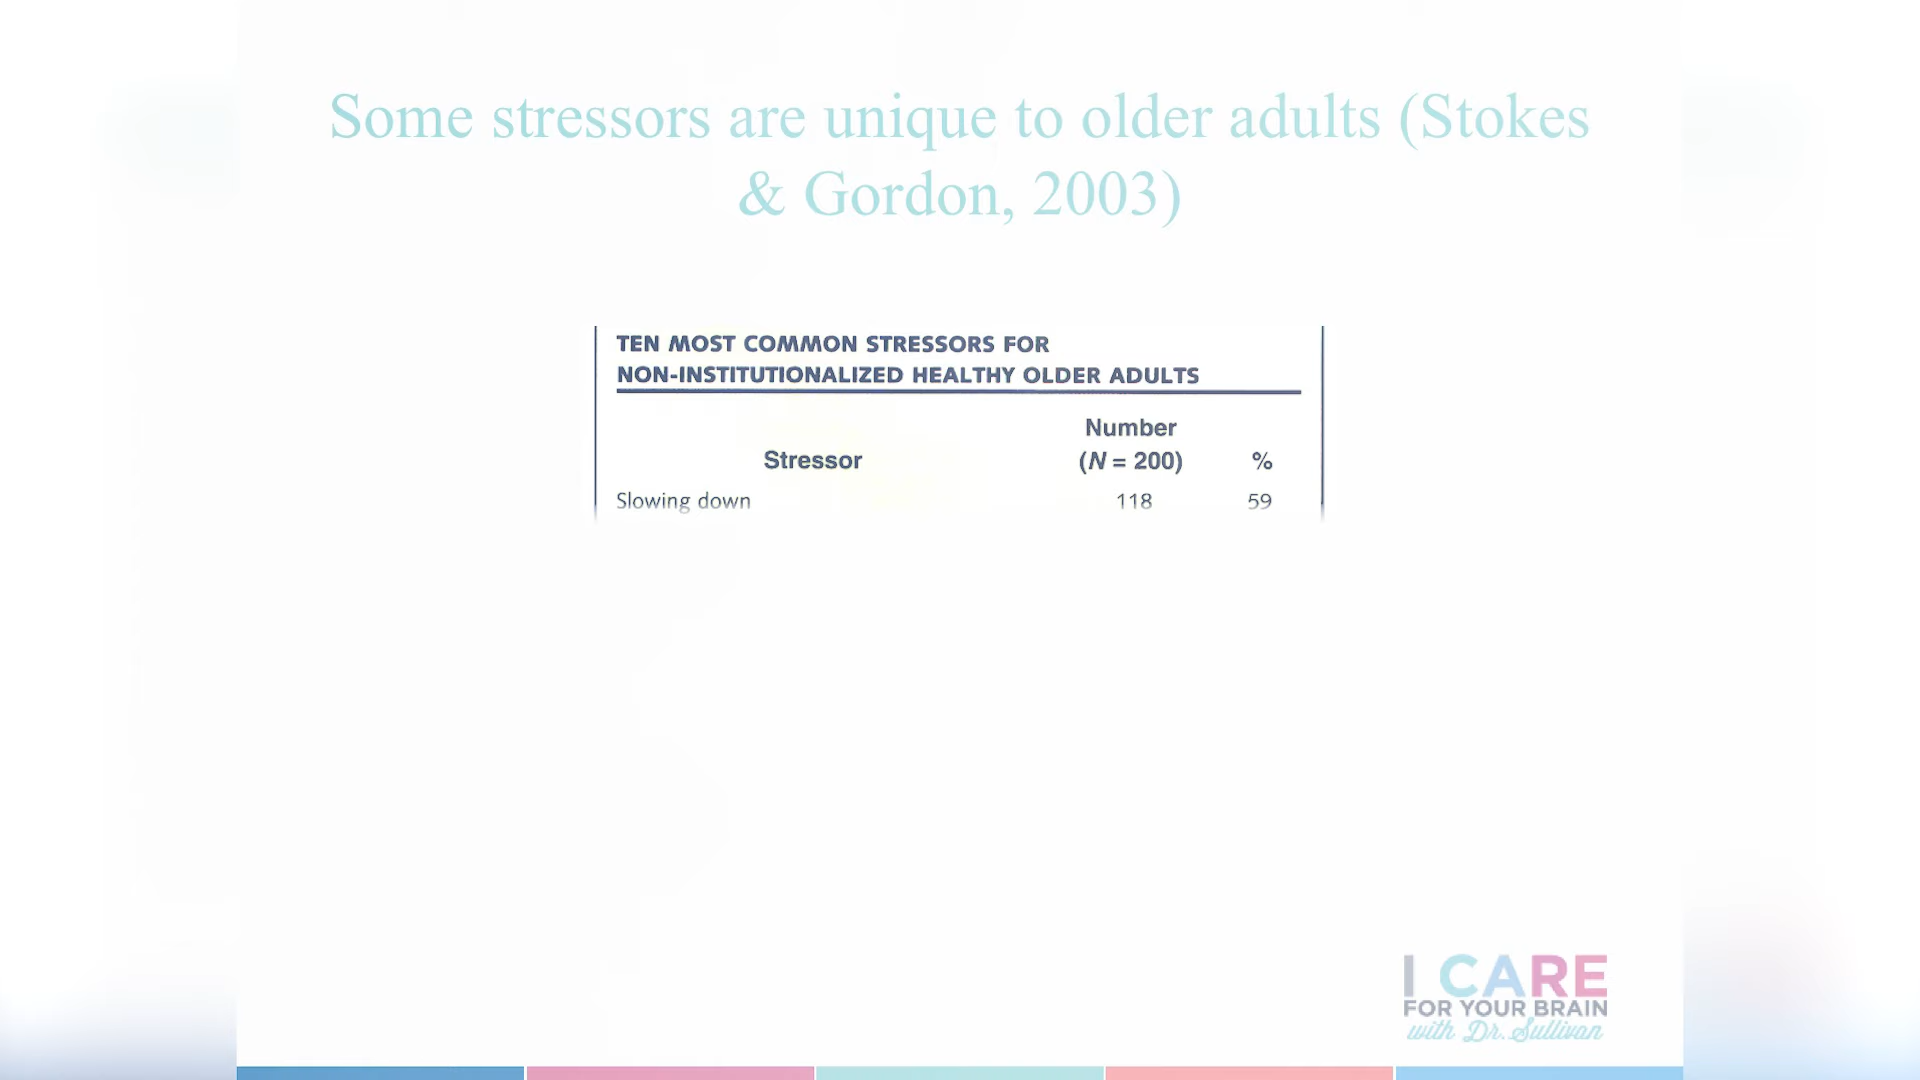 Some stressors are unique to older adults (Stokes
& Gordon, 2003)
TEN MOST COMMON STRESSORS FOR
NON-INSTITUTIONALIZED HEALTHY OLDER ADULTS
Number
Stressor (N = 200) %
Slowing down 118 59
I CARE
FOR YOUR BRAIN
with Dr. Sullivan